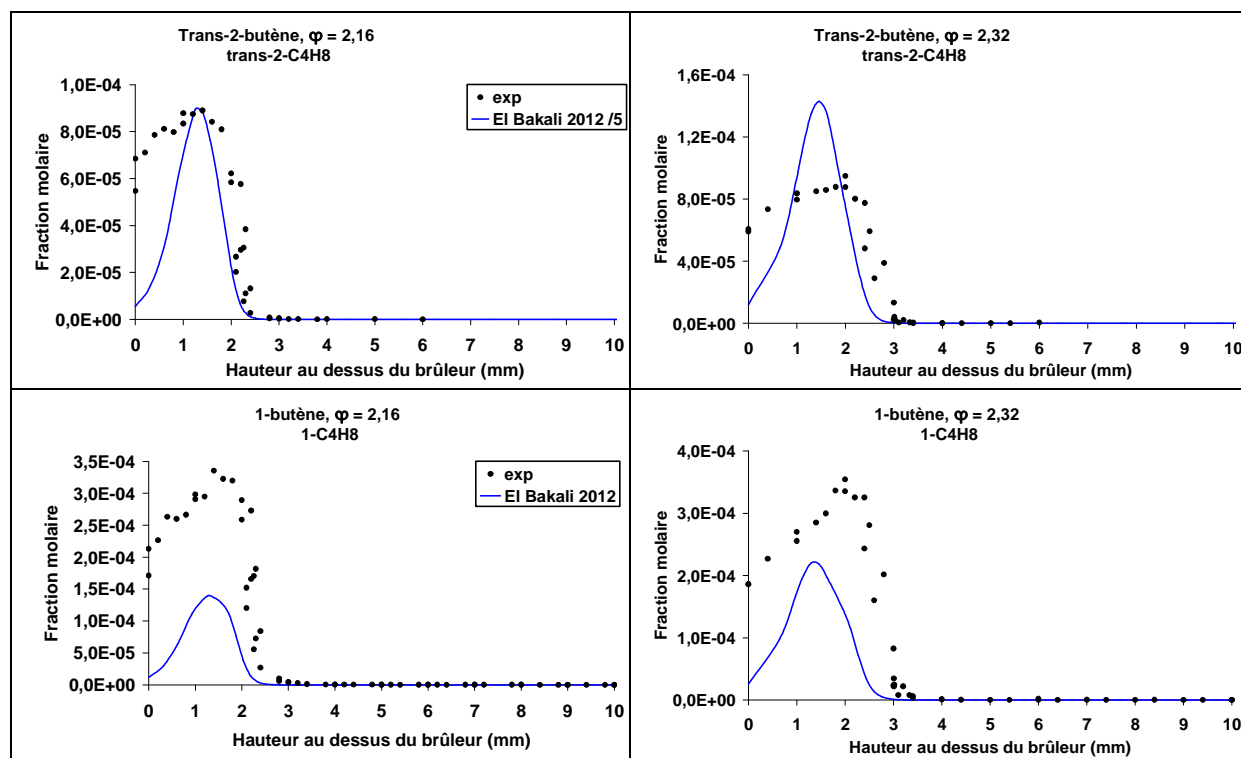 Trans-2-butène, φ = 2,16
trans-2-C4H8
1,0E-04
8,0E-05
6,0E-05
4,0E-05
2,0E-05
0,0E+00
Fraction molaire
exp
El Bakali 2012 /5
0 1 2 3 4 5 6 7 8 9 10
Hauteur au dessus du brûleur (mm)
Trans-2-butène, φ = 2,32
trans-2-C4H8
1,6E-04
1,2E-04
8,0E-05
4,0E-05
0,0E+00
Fraction molaire
0 1 2 3 4 5 6 7 8 9 10
Hauteur au dessus du brûleur (mm)
1-butène, φ = 2,16
1-C4H8
3,5E-04
3,0E-04
2,5E-04
2,0E-04
1,5E-04
1,0E-04
5,0E-05
0,0E+00
Fraction molaire
exp
El Bakali 2012
0 1 2 3 4 5 6 7 8 9 10
Hauteur au dessus du brûleur (mm)
1-butène, φ = 2,32
1-C4H8
4,0E-04
3,0E-04
2,0E-04
1,0E-04
0,0E+00
Fraction molaire
0 1 2 3 4 5 6 7 8 9 10
Hauteur au dessus du brûleur (mm)